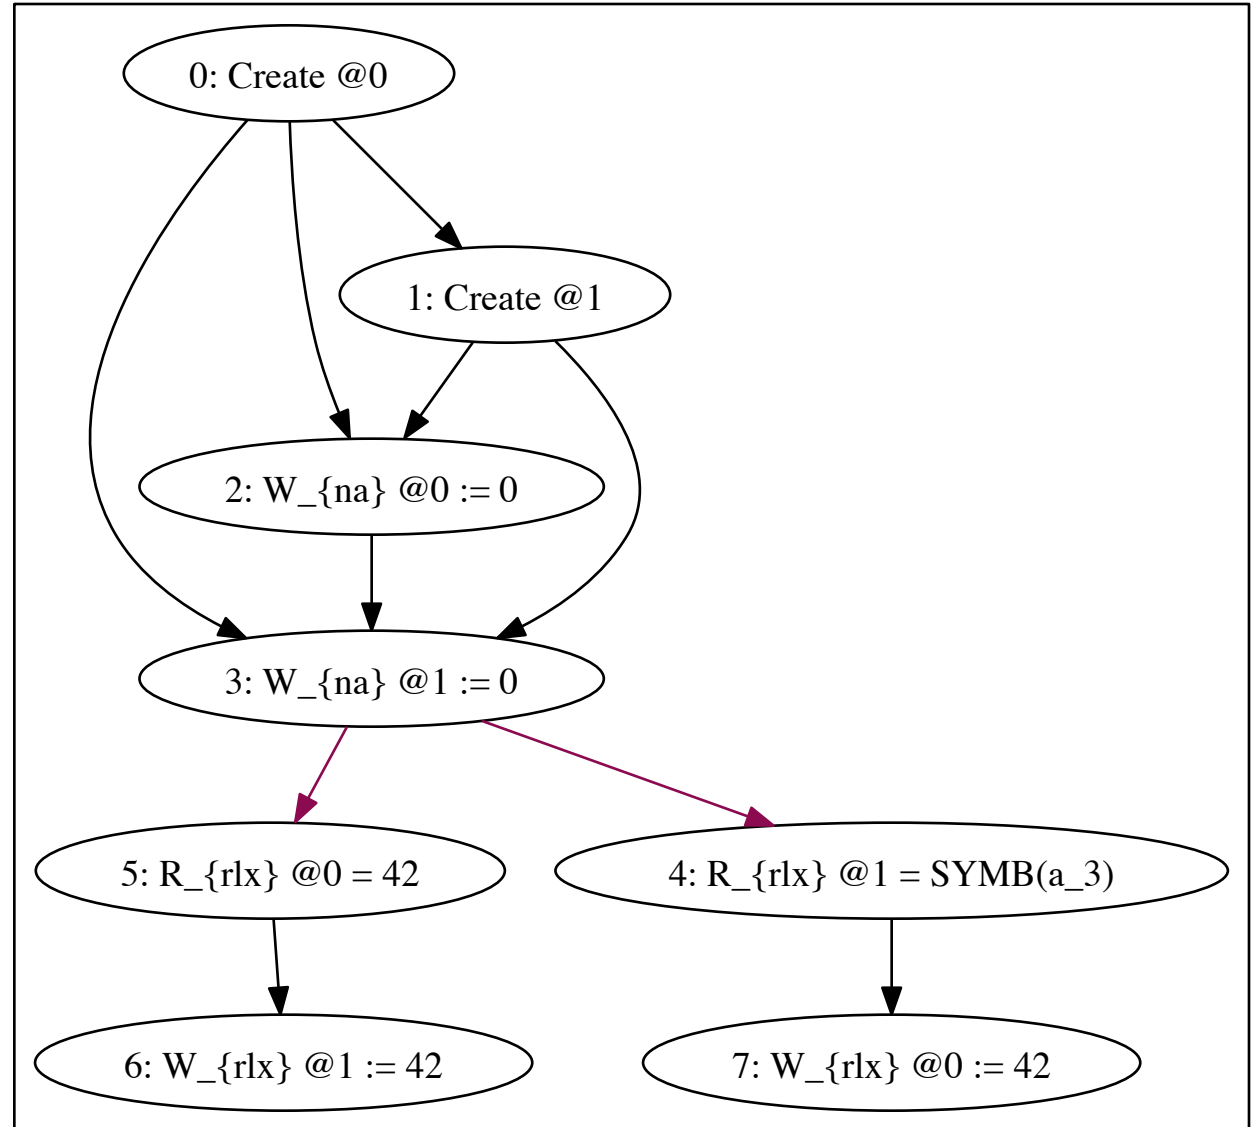 0: Create @0
1: Create @1
2: W_{na} @0 := 0
3: W_{na} @1 := 0
5: R_{rlx} @0 = 42
4: R_{rlx} @1 = SYMB(a_3)
6: W_{rlx} @1 := 42
7: W_{rlx} @0 := 42